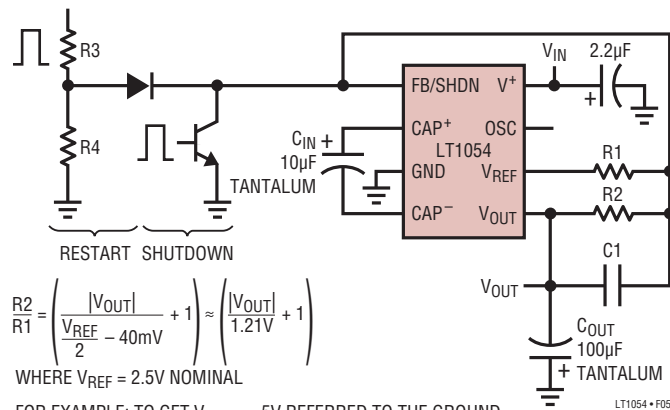 R3
R4
RESTART SHUTDOWN
C_IN +
10µF
TANTALUM
FB/SHDN V+
CAP+ OSC
LT1054
GND V_REF
CAP− V_OUT
V_IN
2.2µF
+
R1
R2
C1
V_OUT
C_OUT
100µF
+ TANTALUM
R2/R1 = (|V_OUT| / (V_REF/2 – 40mV) + 1) ≈ (|V_OUT|/1.21V + 1)
WHERE V_REF = 2.5V NOMINAL
LT1054 • F05